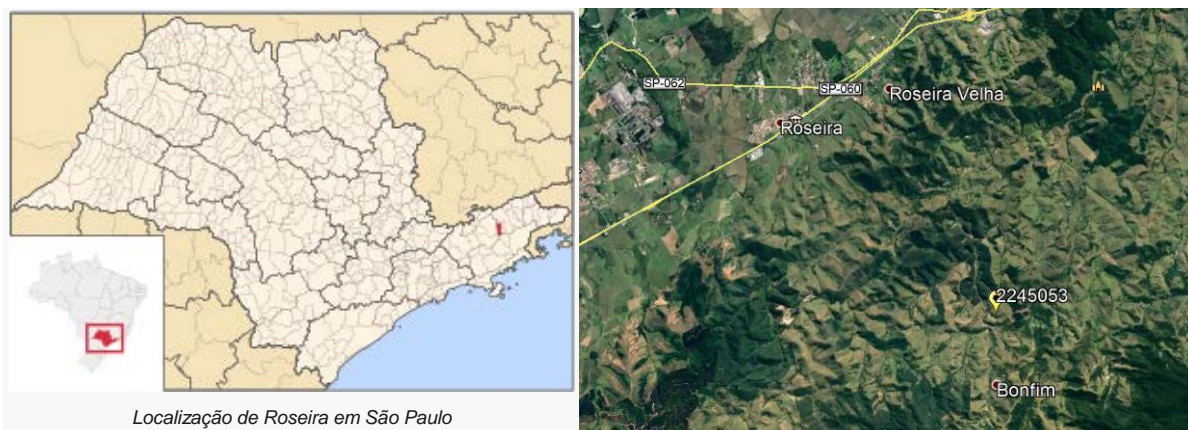 Localização de Roseira em São Paulo
SP-062
SP-060
Roseira Velha
Roseira
2245053
Bonfim